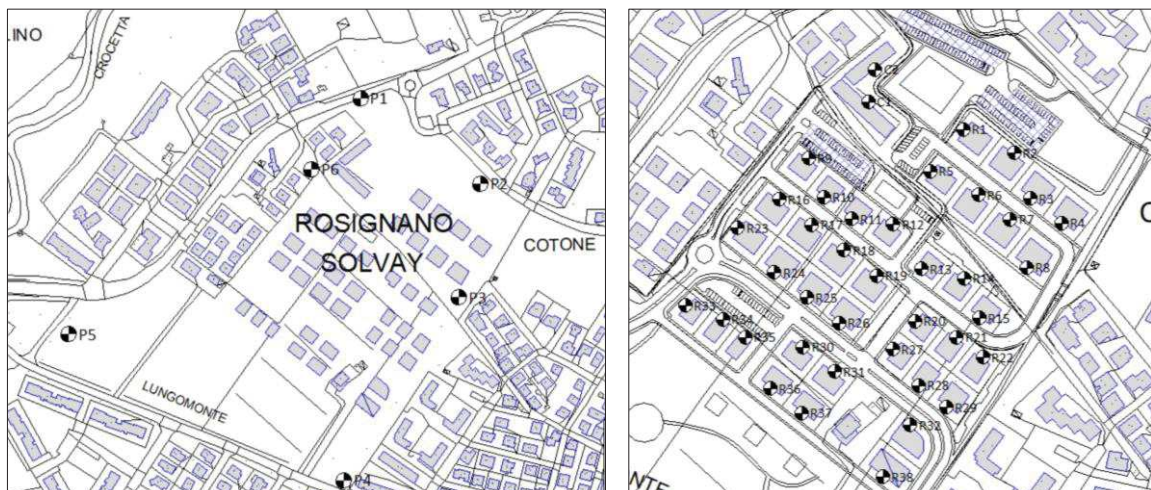 LINO
CROCETTA
P1
P6
P2
ROSIGNANO
SOLVAY
COTONE
P3
P5
LUNGOMONTE
P4
C2
C1
R1
R2
R9
R5
R16
R10
R6
R3
R11
R7
R4
R23
R17
R12
C
R18
R24
R19
R13
R14
R8
R25
R33
R34
R26
R20
R15
R35
R30
R27
R21
R22
R31
R36
R28
R37
R29
R32
NTE
R38